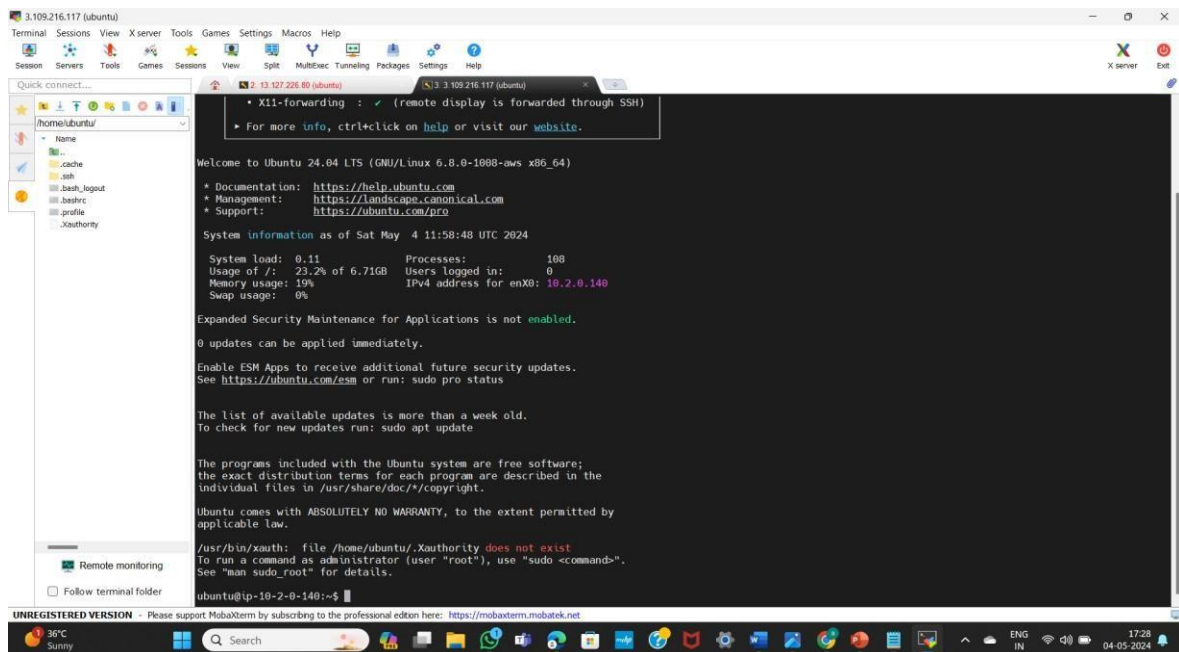 3.109.216.117 (ubuntu)
Terminal Sessions View X server Tools Games Settings Macros Help
Session Servers Tools Games Sessions View Split MultiExec Tunneling Packages Settings Help X server Exit
Quick connect...
2. 13.127.226.80 (ubuntu)
3. 3.109.216.117 (ubuntu)
/home/ubuntu/
Name
..
.cache
.ssh
.bash_logout
.bashrc
.profile
.Xauthority
Remote monitoring
Follow terminal folder
• X11-forwarding : ✓ (remote display is forwarded through SSH)
► For more info, ctrl+click on help or visit our website.
Welcome to Ubuntu 24.04 LTS (GNU/Linux 6.8.0-1008-aws x86_64)
* Documentation: https://help.ubuntu.com
* Management: https://landscape.canonical.com
* Support: https://ubuntu.com/pro
System information as of Sat May 4 11:58:48 UTC 2024
System load: 0.11 Processes: 108
Usage of /: 23.2% of 6.71GB Users logged in: 0
Memory usage: 19% IPv4 address for enX0: 10.2.0.140
Swap usage: 0%
Expanded Security Maintenance for Applications is not enabled.
0 updates can be applied immediately.
Enable ESM Apps to receive additional future security updates.
See https://ubuntu.com/esm or run: sudo pro status
The list of available updates is more than a week old.
To check for new updates run: sudo apt update
The programs included with the Ubuntu system are free software;
the exact distribution terms for each program are described in the
individual files in /usr/share/doc/*/copyright.
Ubuntu comes with ABSOLUTELY NO WARRANTY, to the extent permitted by
applicable law.
/usr/bin/xauth: file /home/ubuntu/.Xauthority does not exist
To run a command as administrator (user "root"), use "sudo <command>".
See "man sudo_root" for details.
ubuntu@ip-10-2-0-140:~$
UNREGISTERED VERSION - Please support MobaXterm by subscribing to the professional edition here: https://mobaxterm.mobatek.net
1
36°C
Sunny
Search
ENG
IN
17:28
04-05-2024